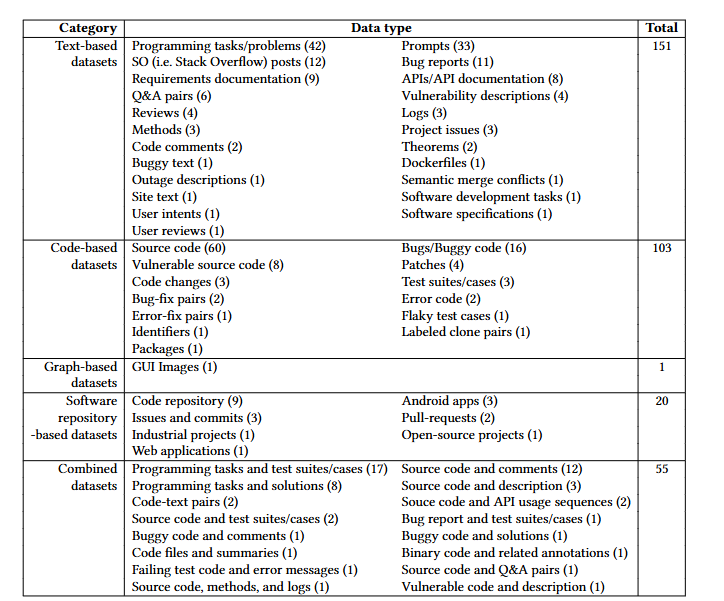 Category Data type Total
Text-based Programming tasks/problems (42) Prompts (33) 151
datasets SO (i.e. Stack Overflow) posts (12) Bug reports (11)
Requirements documentation (9) APIs/API documentation (8)
Q&A pairs (6) Vulnerability descriptions (4)
Reviews (4) Logs (3)
Methods (3) Project issues (3)
Code comments (2) Theorems (2)
Buggy text (1) Dockerfiles (1)
Outage descriptions (1) Semantic merge conflicts (1)
Site text (1) Software development tasks (1)
User intents (1) Software specifications (1)
User reviews (1)
Code-based Source code (60) Bugs/Buggy code (16) 103
datasets Vulnerable source code (8) Patches (4)
Code changes (3) Test suites/cases (3)
Bug-fix pairs (2) Error code (2)
Error-fix pairs (1) Flaky test cases (1)
Identifiers (1) Labeled clone pairs (1)
Packages (1)
Graph-based GUI Images (1) 1
datasets
Software Code repository (9) Android apps (3) 20
repository Issues and commits (3) Pull-requests (2)
-based datasets Industrial projects (1) Open-source projects (1)
Web applications (1)
Combined Programming tasks and test suites/cases (17) Source code and comments (12) 55
datasets Programming tasks and solutions (8) Source code and description (3)
Code-text pairs (2) Souce code and API usage sequences (2)
Source code and test suites/cases (2) Bug report and test suites/cases (1)
Buggy code and comments (1) Buggy code and solutions (1)
Code files and summaries (1) Binary code and related annotations (1)
Failing test code and error messages (1) Source code and Q&A pairs (1)
Source code, methods, and logs (1) Vulnerable code and description (1)